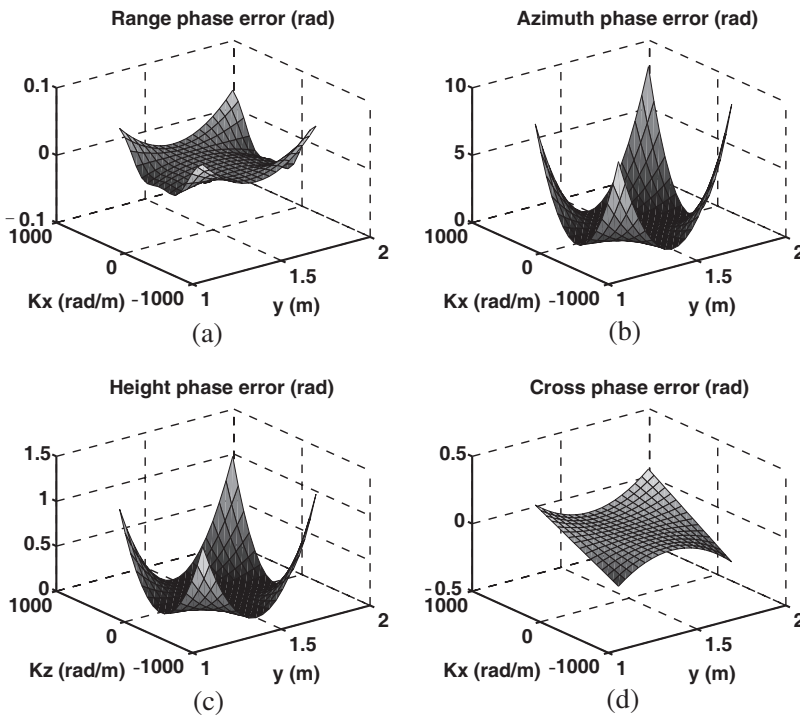 Range phase error (rad)
0.1
0
−0.1
1000
0
−1000
Kx (rad/m)
1
1.5
2
y (m)
(a)
Azimuth phase error (rad)
10
5
0
1000
0
−1000
Kx (rad/m)
1
1.5
2
y (m)
(b)
Height phase error (rad)
1.5
1
0.5
0
1000
0
−1000
Kz (rad/m)
1
1.5
2
y (m)
(c)
Cross phase error (rad)
0.5
0
−0.5
1000
0
−1000
Kx (rad/m)
1
1.5
2
y (m)
(d)